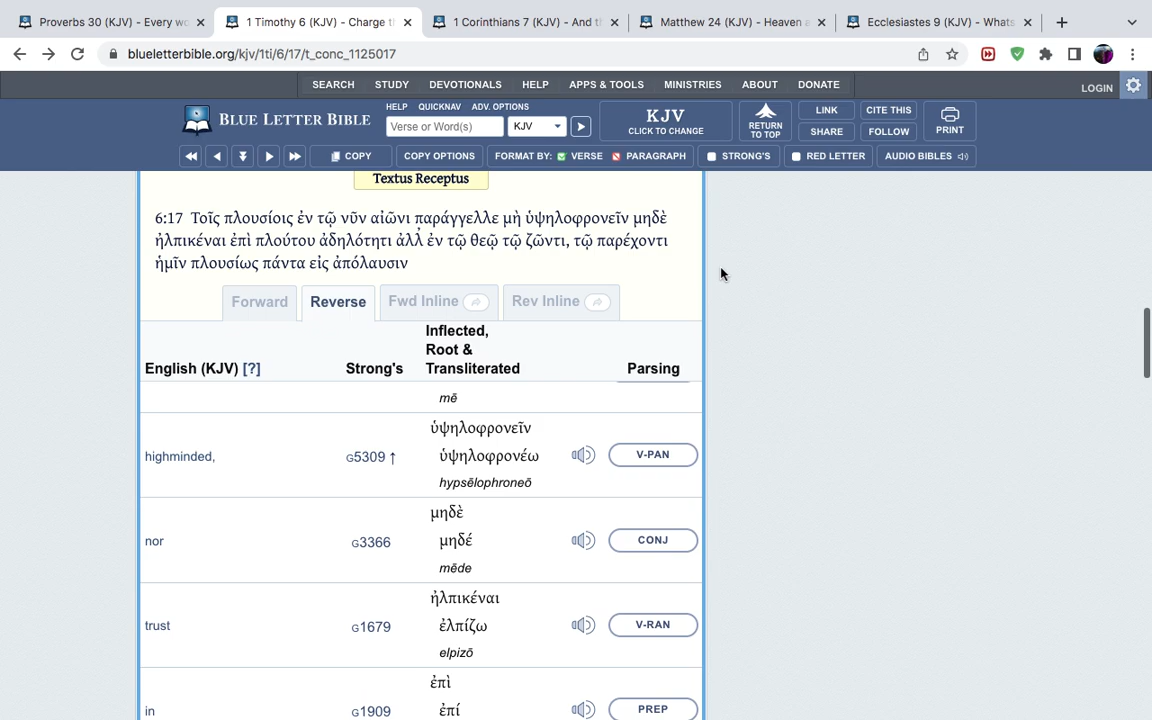 Proverbs 30 (KJV) - Every wo
1 Timothy 6 (KJV) - Charge t
1 Corinthians 7 (KJV) - And t
Matthew 24 (KJV) - Heaven a
Ecclesiastes 9 (KJV) - Whats
blueletterbible.org/kjv/1ti/6/17/t_conc_1125017
SEARCH STUDY DEVOTIONALS HELP APPS & TOOLS MINISTRIES ABOUT DONATE LOGIN
BLUE LETTER BIBLE
HELP QUICKNAV ADV. OPTIONS
Verse or Word(s) KJV
KJV
CLICK TO CHANGE
RETURN
TO TOP
LINK CITE THIS
SHARE FOLLOW
PRINT
COPY COPY OPTIONS FORMAT BY: VERSE PARAGRAPH STRONG'S RED LETTER AUDIO BIBLES
Textus Receptus
6:17 Τοῖς πλουσίοις ἐν τῷ νῦν αἰῶνι παράγγελλε μὴ ὑψηλοφρονεῖν μηδὲ
ἠλπικέναι ἐπὶ πλούτου ἀδηλότητι ἀλλ̓ ἐν τῷ θεῷ τῷ ζῶντι, τῷ παρέχοντι
ἡμῖν πλουσίως πάντα εἰς ἀπόλαυσιν
Forward Reverse Fwd Inline Rev Inline
English (KJV) [?] Strong's
Inflected,
Root &
Transliterated
Parsing
mē
highminded, G5309 ↑ ὑψηλοφρονεῖν
ὑψηλοφρονέω
hypsēlophroneō
V-PAN
nor G3366 μηδὲ
μηδέ
mēde
CONJ
trust G1679 ἠλπικέναι
ἐλπίζω
elpizō
V-RAN
in G1909 ἐπὶ
ἐπί
PREP